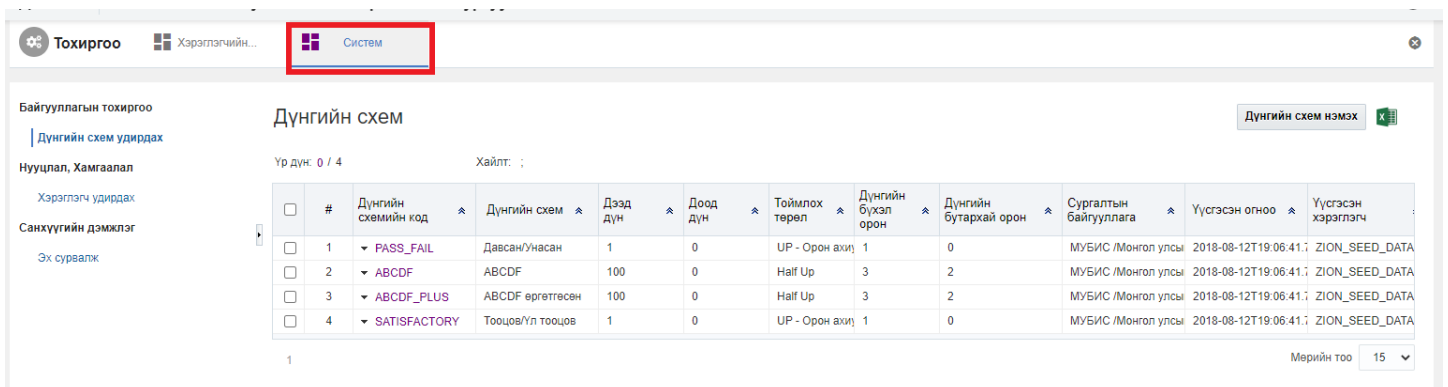 Тохиргоо Хэрэглэгчийн... Систем
Байгууллагын тохиргоо
Дүнгийн схем удирдах
Нууцлал, Хамгаалал
Хэрэглэгч удирдах
Санхүүгийн дэмжлэг
Эх сурвалж
Дүнгийн схем
Дүнгийн схем нэмэх
Үр дүн: 0 / 4 Хайлт: ;
# Дүнгийн схемийн код Дүнгийн схем Дээд дүн Доод дүн Тоймлох төрөл Дүнгийн бүхэл орон Дүнгийн бутархай орон Сургалтын байгууллага Үүсгэсэн огноо Үүсгэсэн хэрэглэгч
1 PASS_FAIL Давсан/Унасан 1 0 UP - Орон ахиу 1 0 МУБИС /Монгол улсы 2018-08-12T19:06:41.7 ZION_SEED_DATA
2 ABCDF ABCDF 100 0 Half Up 3 2 МУБИС /Монгол улсы 2018-08-12T19:06:41.7 ZION_SEED_DATA
3 ABCDF_PLUS ABCDF өргөтгөсөн 100 0 Half Up 3 2 МУБИС /Монгол улсы 2018-08-12T19:06:41.7 ZION_SEED_DATA
4 SATISFACTORY Тооцов/Үл тооцов 1 0 UP - Орон ахиу 1 0 МУБИС /Монгол улсы 2018-08-12T19:06:41.7 ZION_SEED_DATA
1 Мөрийн тоо 15